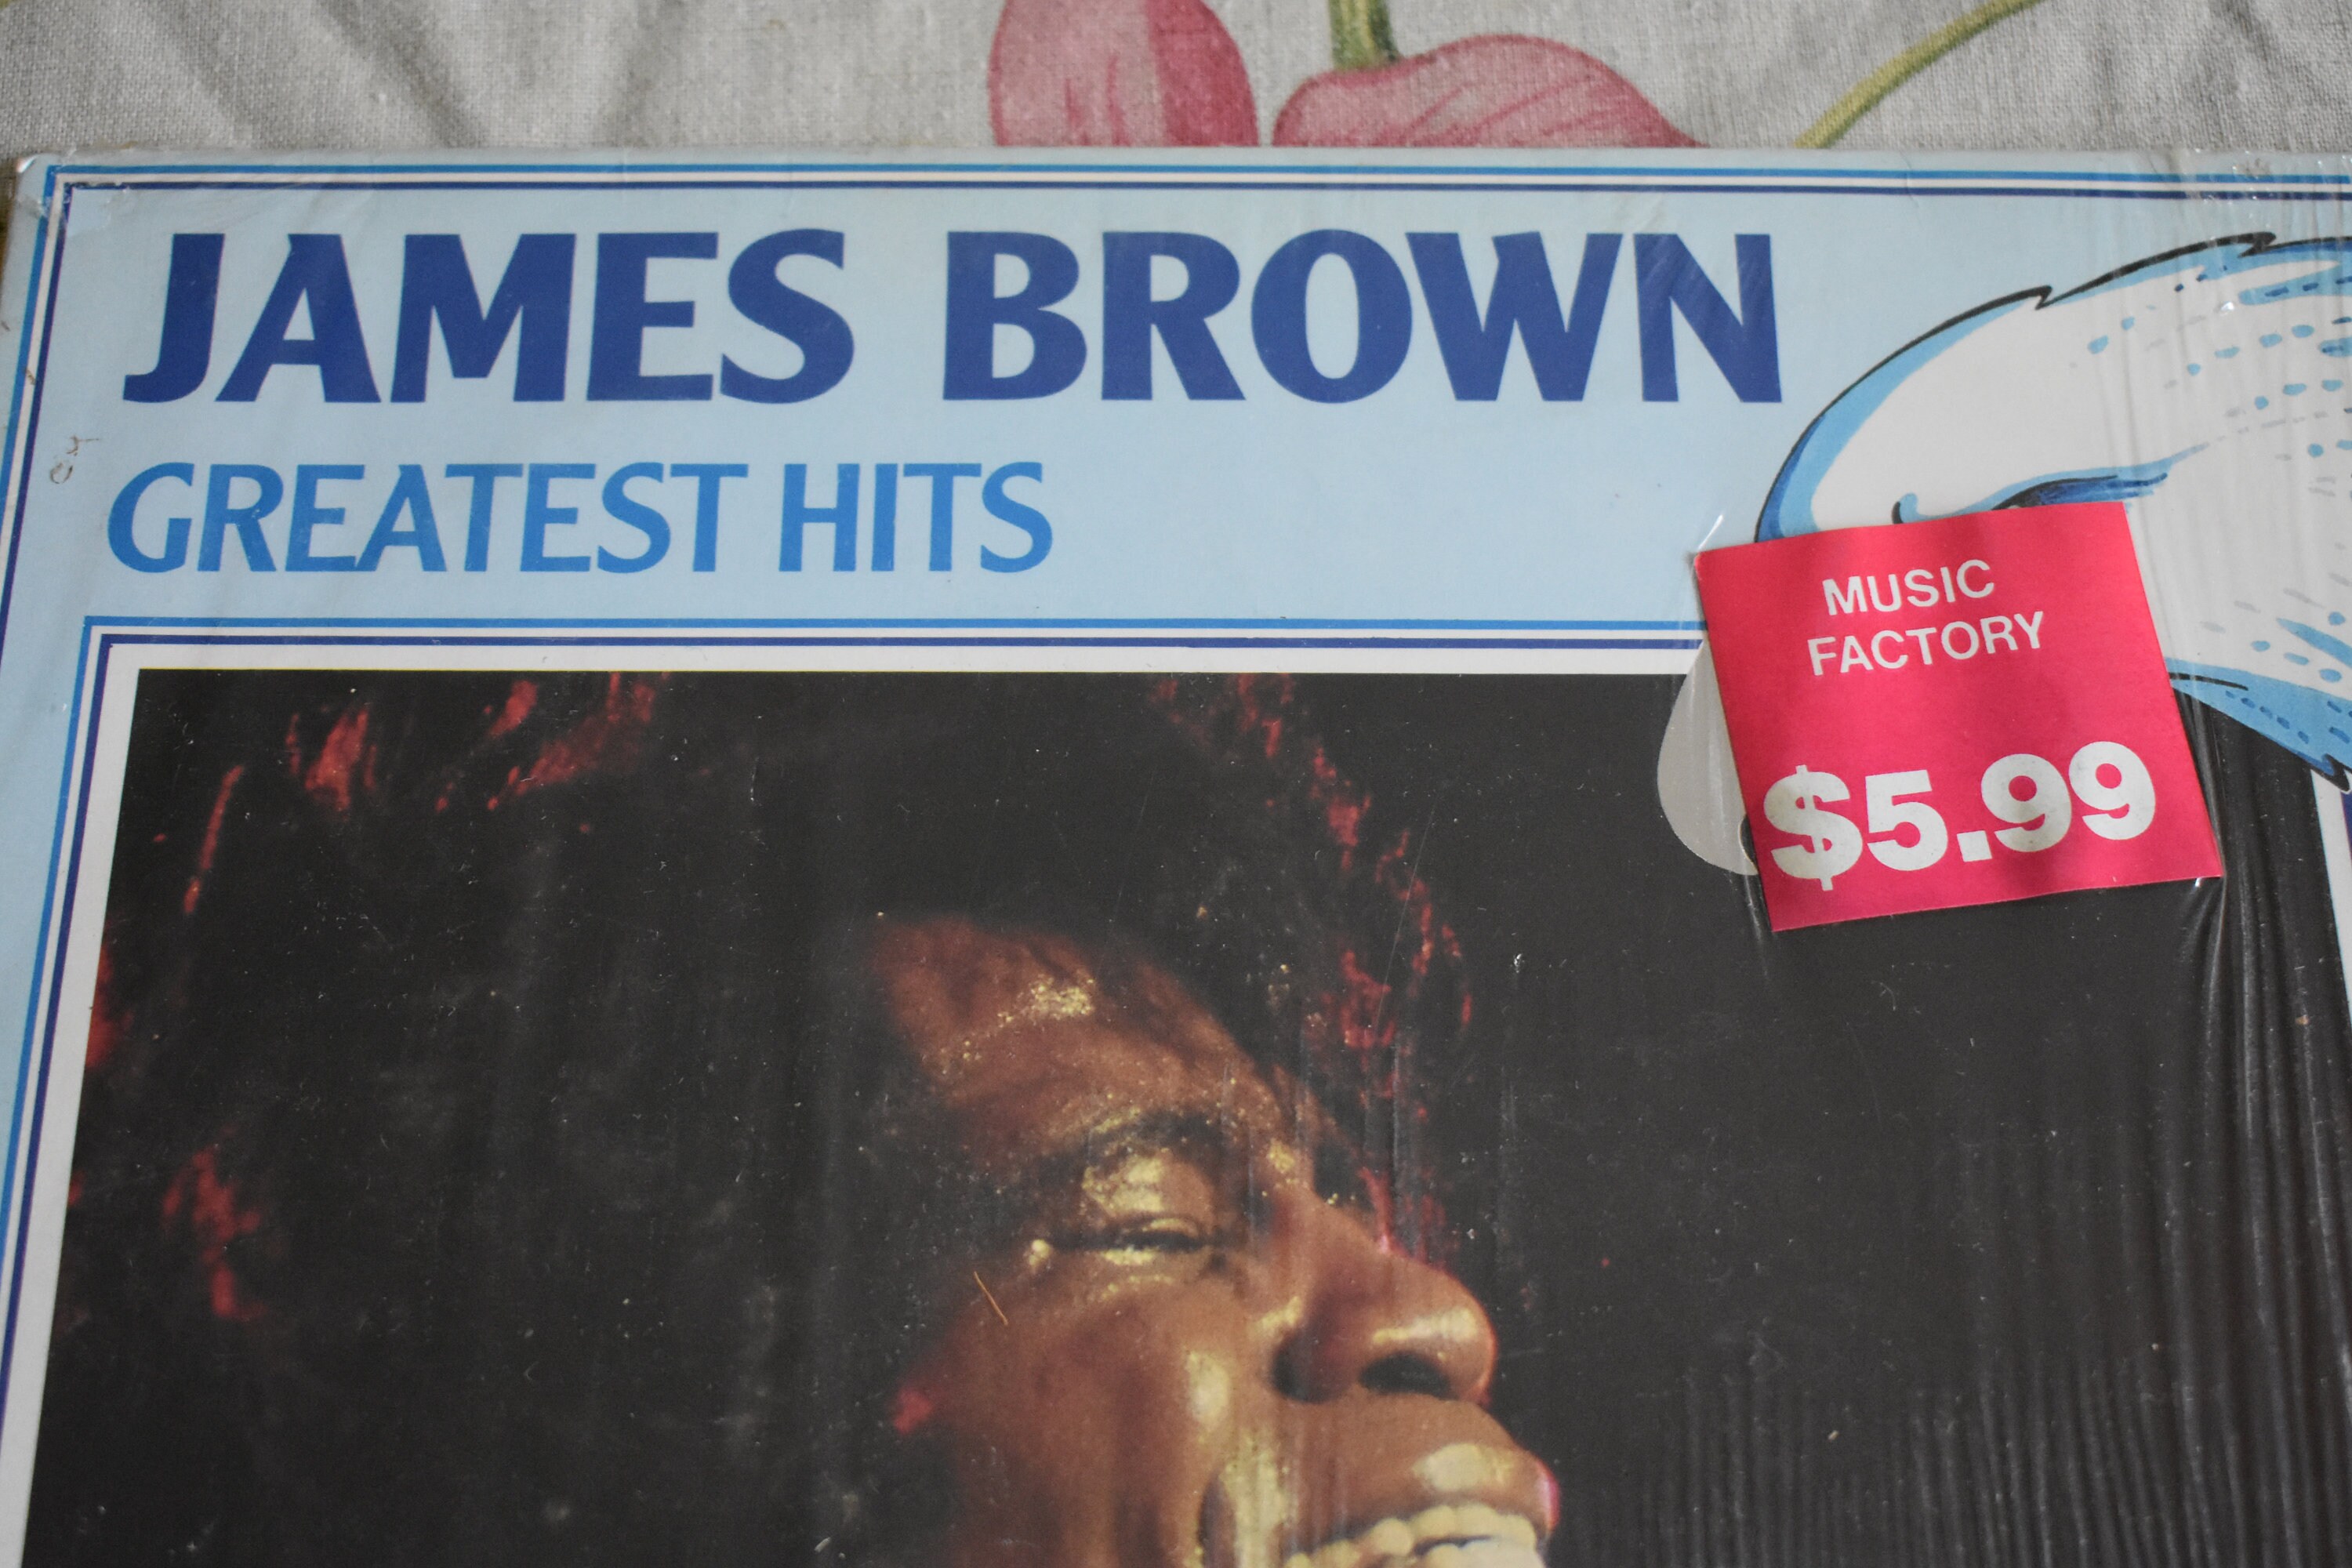 JAMES BROWN
GREATEST HITS
MUSIC
FACTORY
$5.99